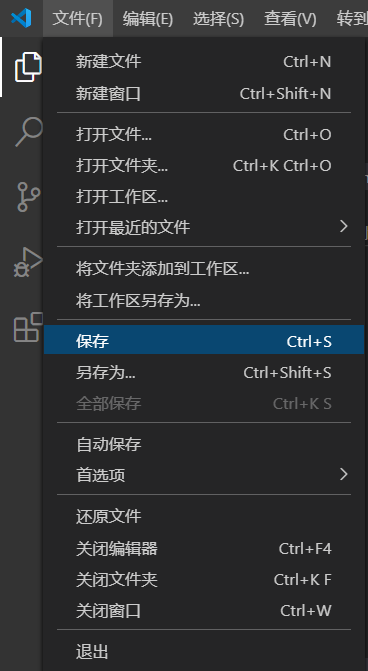 文件(F) 编辑(E) 选择(S) 查看(V) 转到
新建文件 Ctrl+N
新建窗口 Ctrl+Shift+N
打开文件... Ctrl+O
打开文件夹... Ctrl+K Ctrl+O
打开工作区...
打开最近的文件
将文件夹添加到工作区...
将工作区另存为...
保存 Ctrl+S
另存为... Ctrl+Shift+S
全部保存 Ctrl+K S
自动保存
首选项
还原文件
关闭编辑器 Ctrl+F4
关闭文件夹 Ctrl+K F
关闭窗口 Ctrl+W
退出